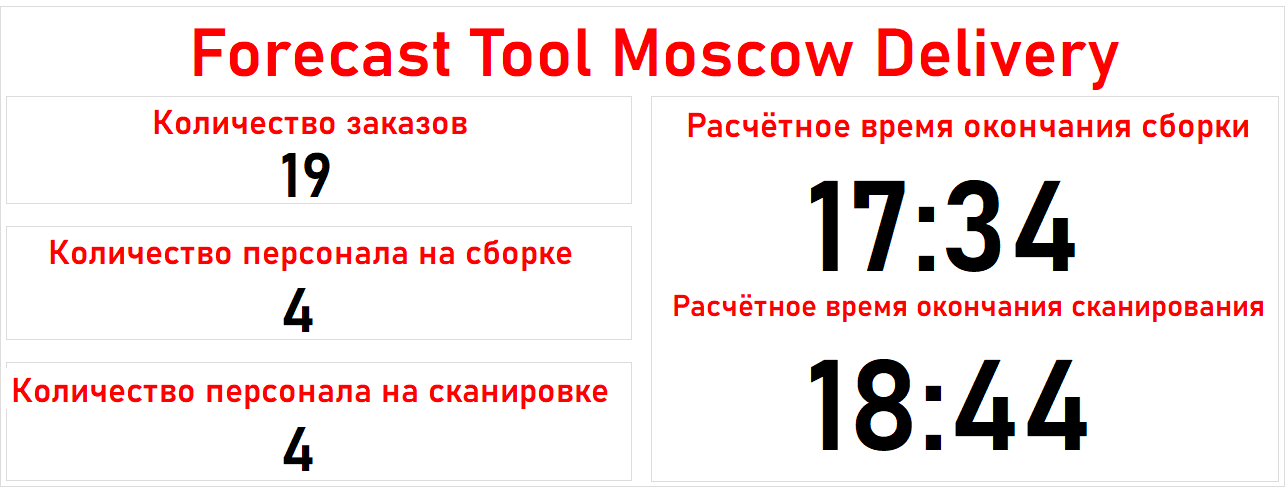 Forecast Tool Moscow Delivery
Количество заказов
19
Количество персонала на сборке
4
Количество персонала на сканировке
4
Расчётное время окончания сборки
17:34
Расчётное время окончания сканирования
18:44